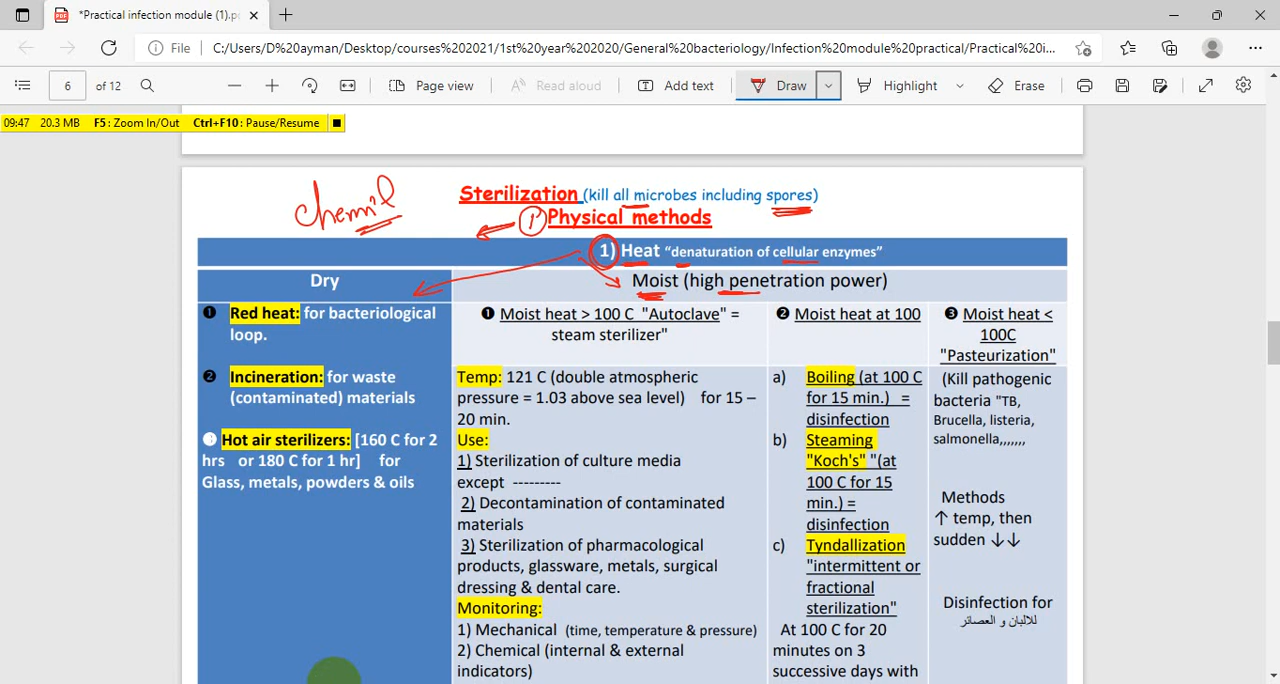 *Practical infection module (1).p
File C:/Users/D%20ayman/Desktop/courses%202021/1st%20year%202020/General%20bacteriology/Infection%20module%20practical/Practical%20i...
6 of 12 Page view Read aloud Add text Draw Highlight Erase
09:47 20.3 MB F5: Zoom In/Out Ctrl+F10: Pause/Resume
Sterilization (kill all microbes including spores)
1 Physical methods
1) Heat "denaturation of cellular enzymes"
Dry
Moist (high penetration power)
❶ Red heat: for bacteriological
loop.
❷ Incineration: for waste
(contaminated) materials
Hot air sterilizers: [160 C for 2
hrs or 180 C for 1 hr] for
Glass, metals, powders & oils
❶ Moist heat > 100 C "Autoclave" =
steam sterilizer"
Temp: 121 C (double atmospheric
pressure = 1.03 above sea level) for 15 –
20 min.
Use:
1) Sterilization of culture media
except ---------
2) Decontamination of contaminated
materials
3) Sterilization of pharmacological
products, glassware, metals, surgical
dressing & dental care.
Monitoring:
1) Mechanical (time, temperature & pressure)
2) Chemical (internal & external
indicators)
❷ Moist heat at 100
a) Boiling (at 100 C
for 15 min.) =
disinfection
b) Steaming
"Koch's" "(at
100 C for 15
min.) =
disinfection
c) Tyndallization
"intermittent or
fractional
sterilization"
At 100 C for 20
minutes on 3
successive days with
❸ Moist heat <
100C
"Pasteurization"
(Kill pathogenic
bacteria "TB,
Brucella, listeria,
salmonella,,,,,,,
Methods
↑ temp, then
sudden ↓↓
Disinfection for
للالبان و العصائر